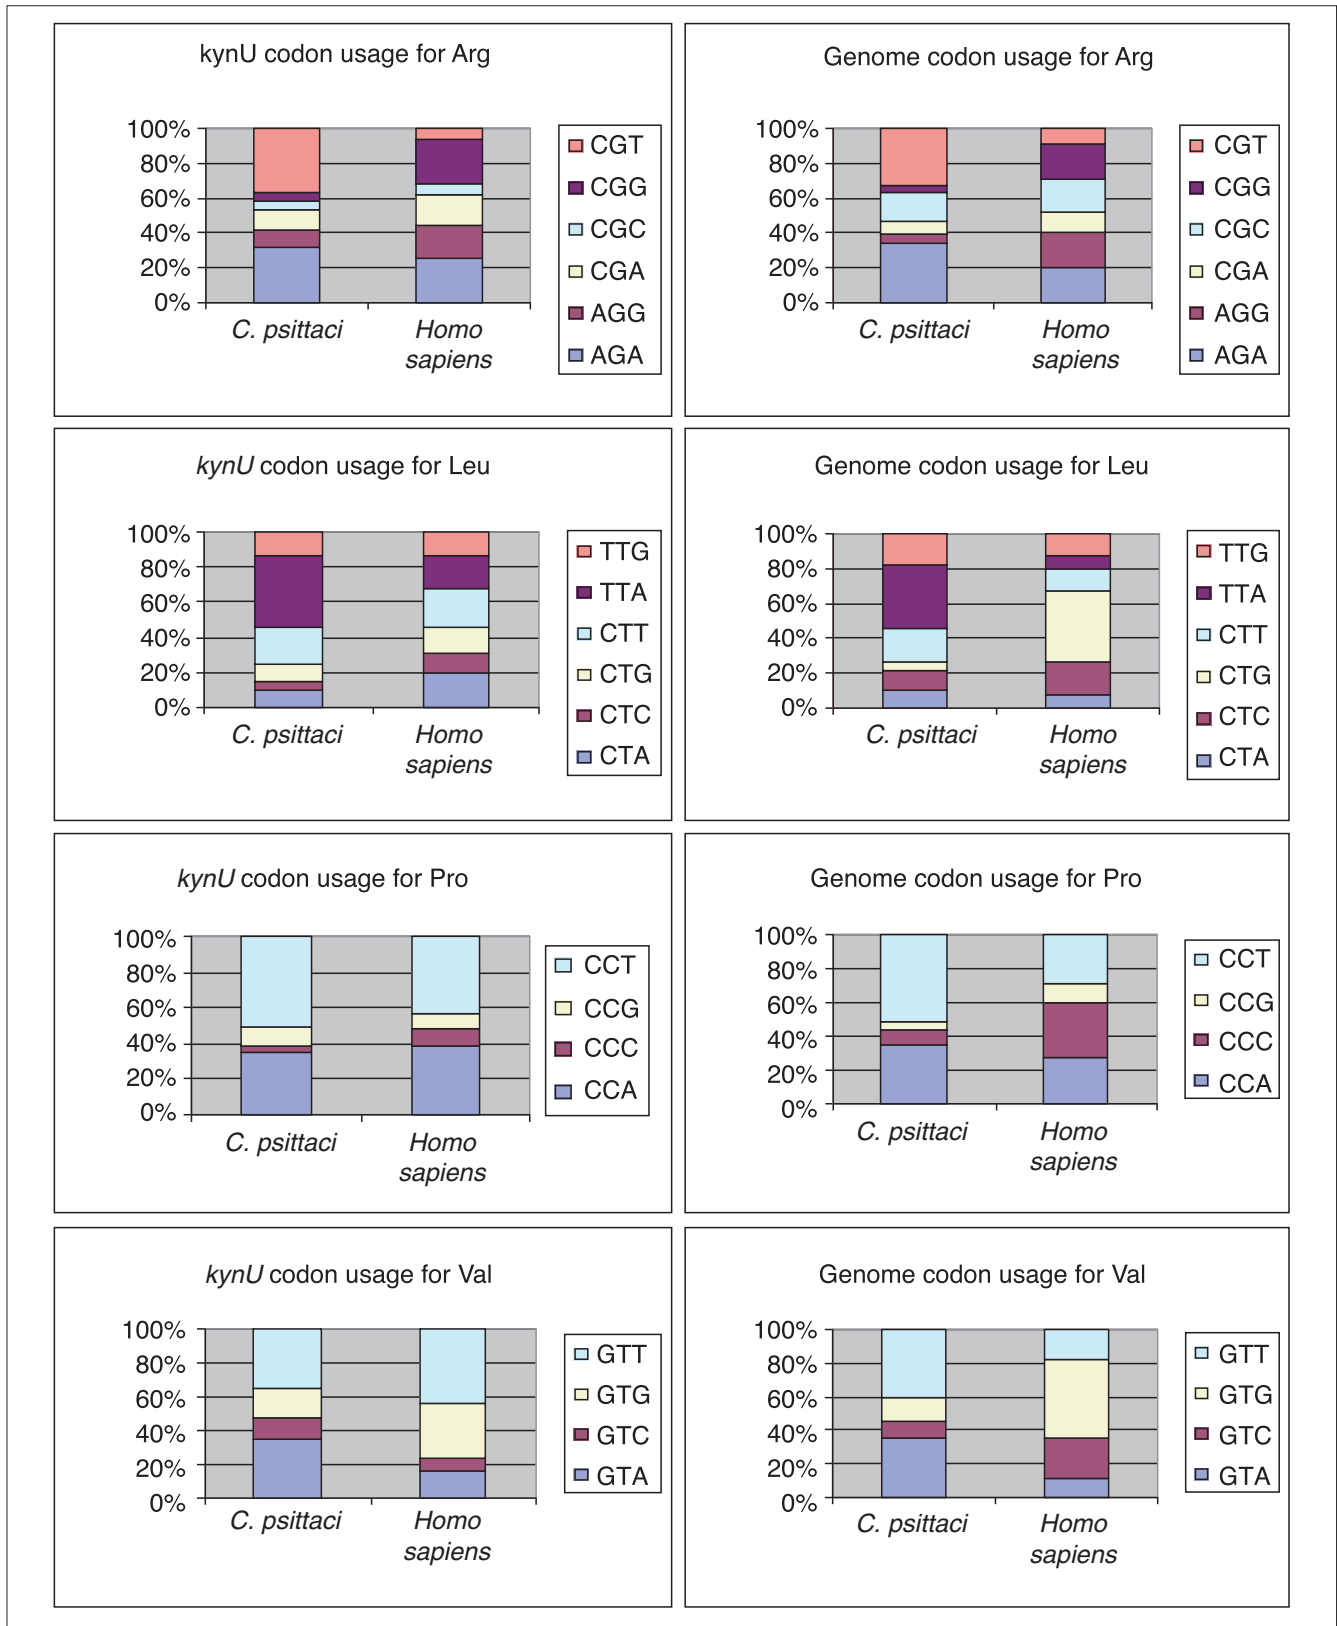 kynU codon usage for Arg
100%
80%
60%
40%
20%
0%
C. psittaci
Homo
sapiens
CGT
CGG
CGC
CGA
AGG
AGA
Genome codon usage for Arg
100%
80%
60%
40%
20%
0%
C. psittaci
Homo
sapiens
CGT
CGG
CGC
CGA
AGG
AGA
kynU codon usage for Leu
100%
80%
60%
40%
20%
0%
C. psittaci
Homo
sapiens
TTG
TTA
CTT
CTG
CTC
CTA
Genome codon usage for Leu
100%
80%
60%
40%
20%
0%
C. psittaci
Homo
sapiens
TTG
TTA
CTT
CTG
CTC
CTA
kynU codon usage for Pro
100%
80%
60%
40%
20%
0%
C. psittaci
Homo
sapiens
CCT
CCG
CCC
CCA
Genome codon usage for Pro
100%
80%
60%
40%
20%
0%
C. psittaci
Homo
sapiens
CCT
CCG
CCC
CCA
kynU codon usage for Val
100%
80%
60%
40%
20%
0%
C. psittaci
Homo
sapiens
GTT
GTG
GTC
GTA
Genome codon usage for Val
100%
80%
60%
40%
20%
0%
C. psittaci
Homo
sapiens
GTT
GTG
GTC
GTA